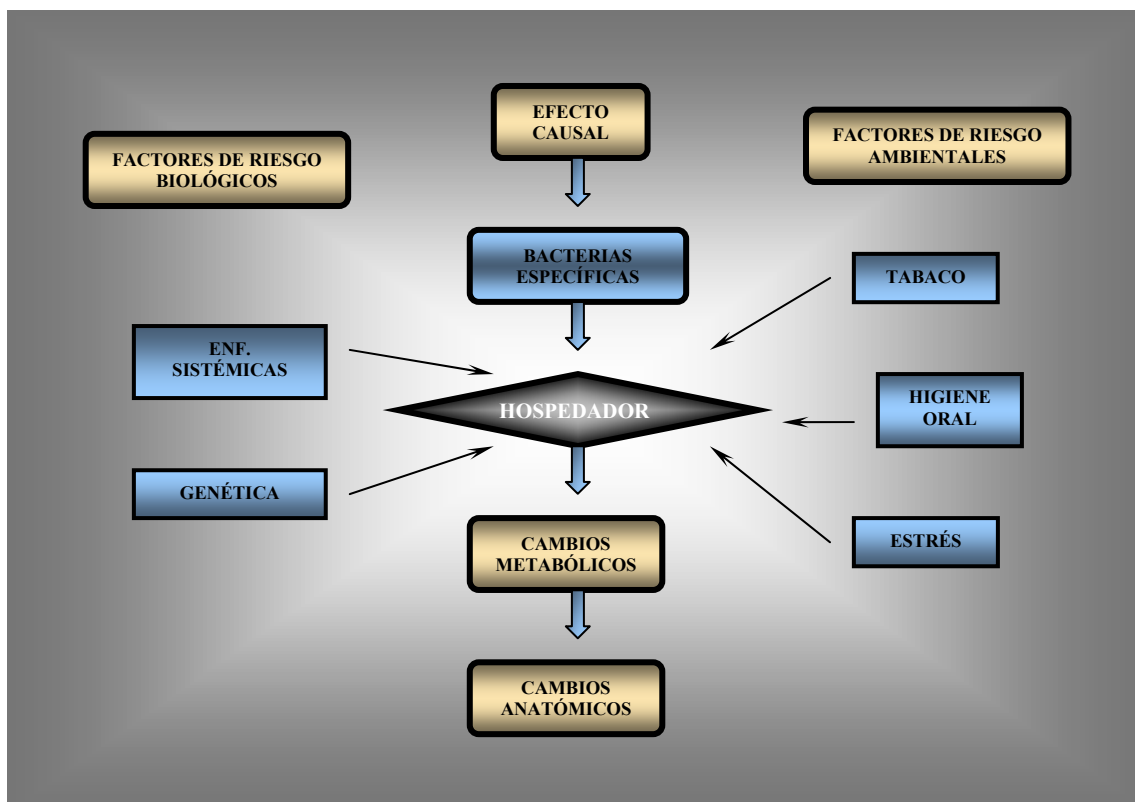 EFECTO
CAUSAL
FACTORES DE RIESGO
BIOLÓGICOS
FACTORES DE RIESGO
AMBIENTALES
BACTERIAS
ESPECÍFICAS
TABACO
ENF.
SISTÉMICAS
HOSPEDADOR
HIGIENE
ORAL
GENÉTICA
ESTRÉS
CAMBIOS
METABÓLICOS
CAMBIOS
ANATÓMICOS